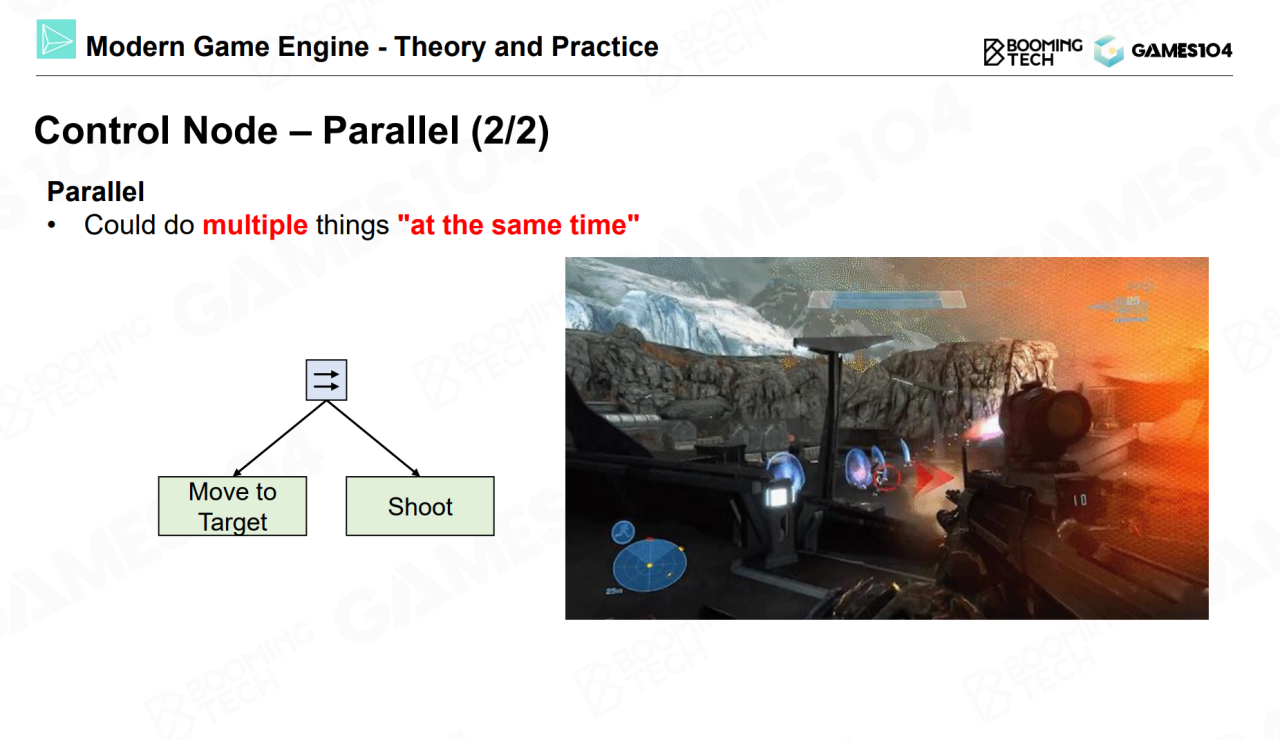 Modern Game Engine - Theory and Practice
BOOMING
TECH
GAMES104
Control Node – Parallel (2/2)
Parallel
• Could do multiple things "at the same time"
Move to
Target
Shoot
10
25m